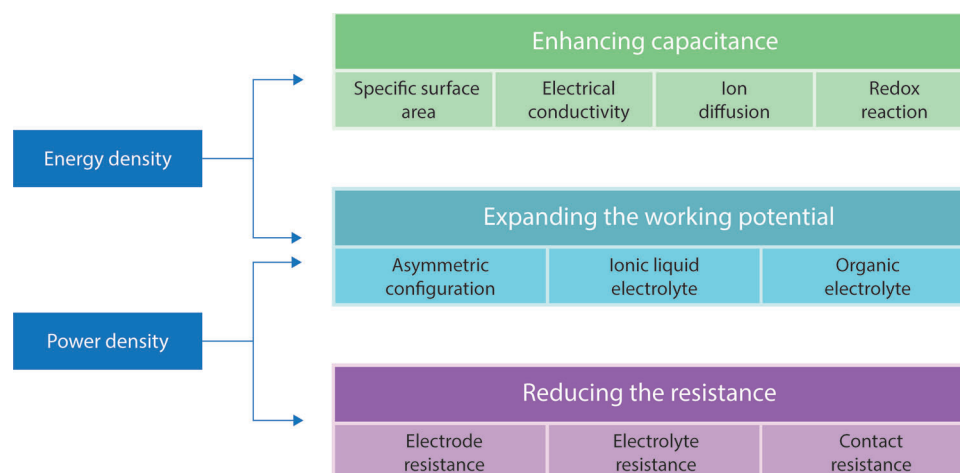 Enhancing capacitance
Specific surface
area
Electrical
conductivity
Ion
diffusion
Redox
reaction
Energy density
Expanding the working potential
Asymmetric
configuration
Ionic liquid
electrolyte
Organic
electrolyte
Power density
Reducing the resistance
Electrode
resistance
Electrolyte
resistance
Contact
resistance